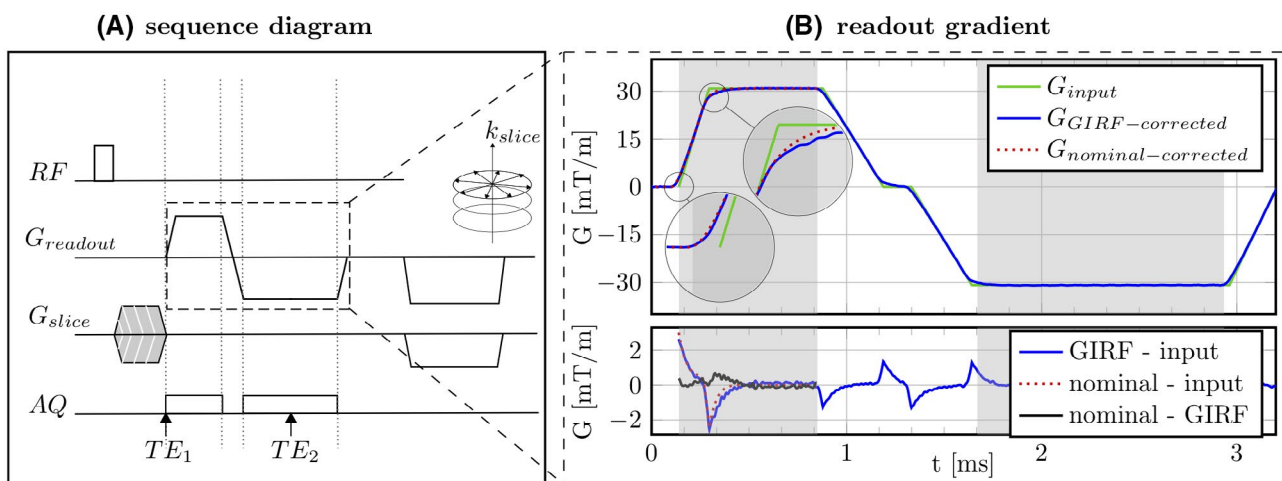 (A) sequence diagram
RF
G_readout
G_slice
AQ
TE_1
TE_2
k_slice
(B) readout gradient
G [mT/m]
30
15
0
−15
−30
G_input
G_GIRF−corrected
G_nominal−corrected
G [mT/m]
2
0
−2
GIRF - input
nominal - input
nominal - GIRF
0
1
2
3
t [ms]